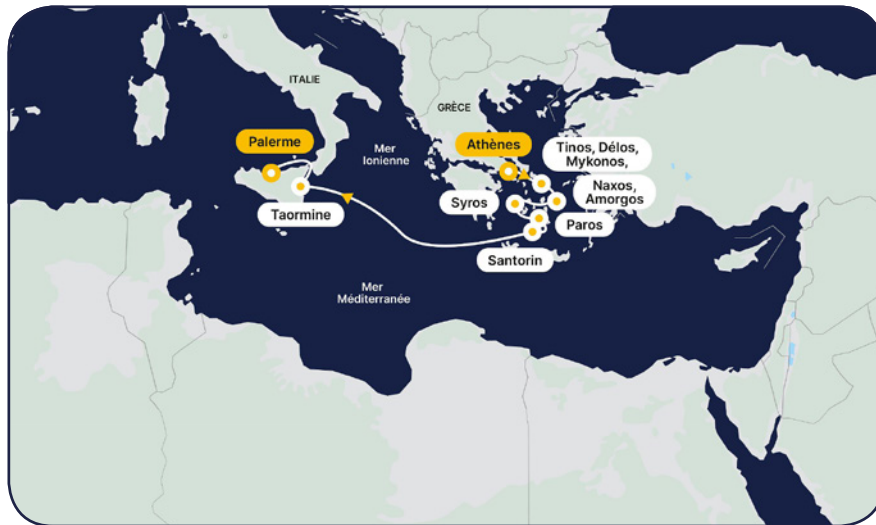 ITALIE
GRÈCE
Palerme
Mer
Ionienne
Athènes
Tinos, Délos,
Mykonos,
Naxos,
Amorgos
Syros
Taormine
Paros
Santorin
Mer
Méditerranée